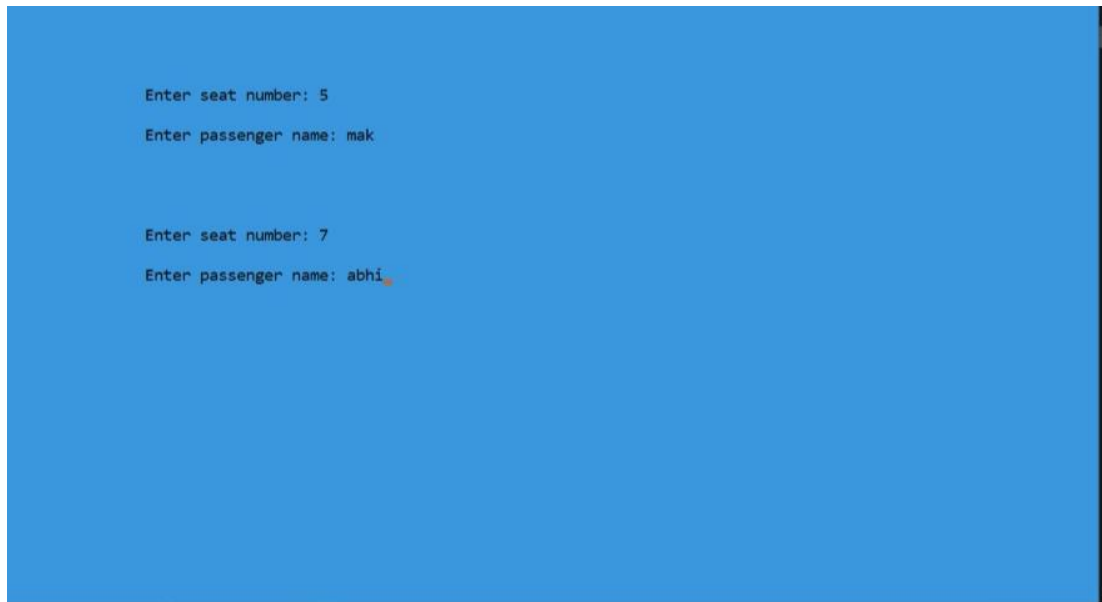 Enter seat number: 5
Enter passenger name: mak
Enter seat number: 7
Enter passenger name: abhi